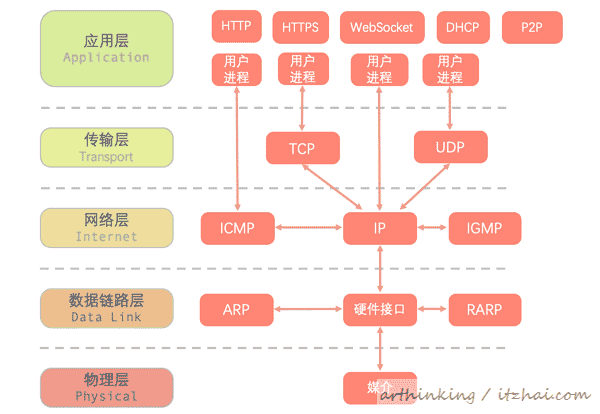 应用层
Application
HTTP
HTTPS
WebSocket
DHCP
P2P
用户
进程
用户
进程
用户
进程
用户
进程
传输层
Transport
TCP
UDP
网络层
Internet
ICMP
IP
IGMP
数据链路层
Data Link
ARP
硬件接口
RARP
物理层
Physical
媒介
arthinking / itzhai.com